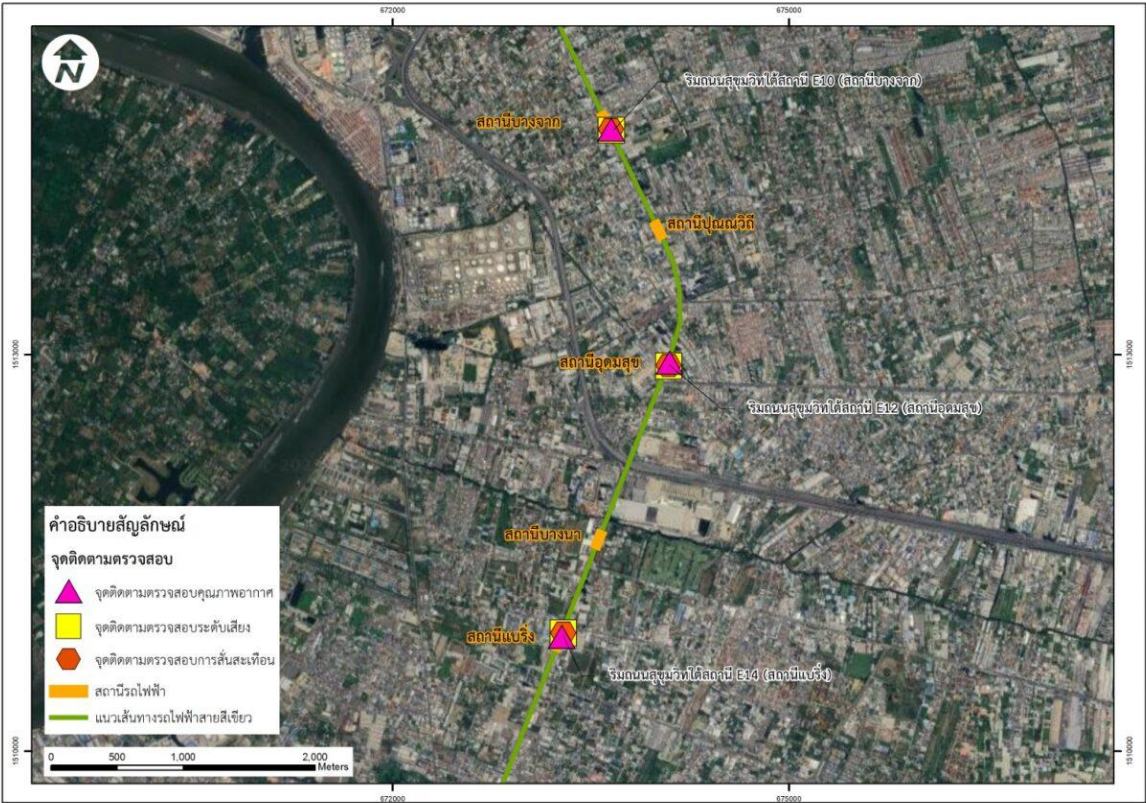 672000
675000
N
ริมถนนสุขุมวิทใต้สถานี E10 (สถานีบางจาก)
สถานีบางจาก
สถานีปุณณวิถี
1513000
1513000
สถานีอุดมสุข
ริมถนนสุขุมวิทใต้สถานี E12 (สถานีอุดมสุข)
สถานีบางนา
สถานีแบริ่ง
ริมถนนสุขุมวิทใต้สถานี E14 (สถานีแบริ่ง)
คำอธิบายสัญลักษณ์
จุดติดตามตรวจสอบ
จุดติดตามตรวจสอบคุณภาพอากาศ
จุดติดตามตรวจสอบระดับเสียง
จุดติดตามตรวจสอบการสั่นสะเทือน
สถานีรถไฟฟ้า
แนวเส้นทางรถไฟฟ้าสายสีเขียว
0 500 1,000 2,000
Meters
1510000
1510000
672000
675000